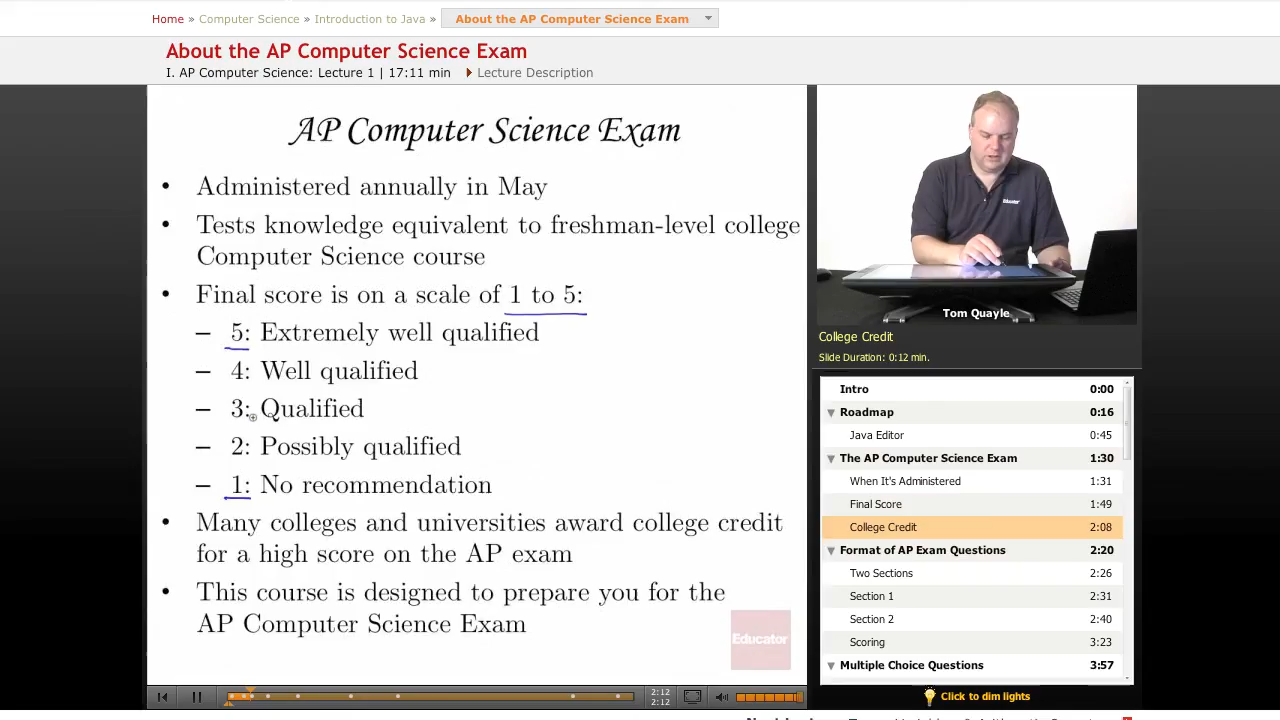 Home » Computer Science » Introduction to Java » About the AP Computer Science Exam
About the AP Computer Science Exam
I. AP Computer Science: Lecture 1 | 17:11 min Lecture Description
AP Computer Science Exam
• Administered annually in May
• Tests knowledge equivalent to freshman-level college
Computer Science course
• Final score is on a scale of 1 to 5:
– 5: Extremely well qualified
– 4: Well qualified
– 3: Qualified
– 2: Possibly qualified
– 1: No recommendation
• Many colleges and universities award college credit
for a high score on the AP exam
• This course is designed to prepare you for the
AP Computer Science Exam
Educator
2:12
2:12
Educator
Tom Quayle
College Credit
Slide Duration: 0:12 min.
Intro 0:00
Roadmap 0:16
Java Editor 0:45
The AP Computer Science Exam 1:30
When It's Administered 1:31
Final Score 1:49
College Credit 2:08
Format of AP Exam Questions 2:20
Two Sections 2:26
Section 1 2:31
Section 2 2:40
Scoring 3:23
Multiple Choice Questions 3:57
Click to dim lights